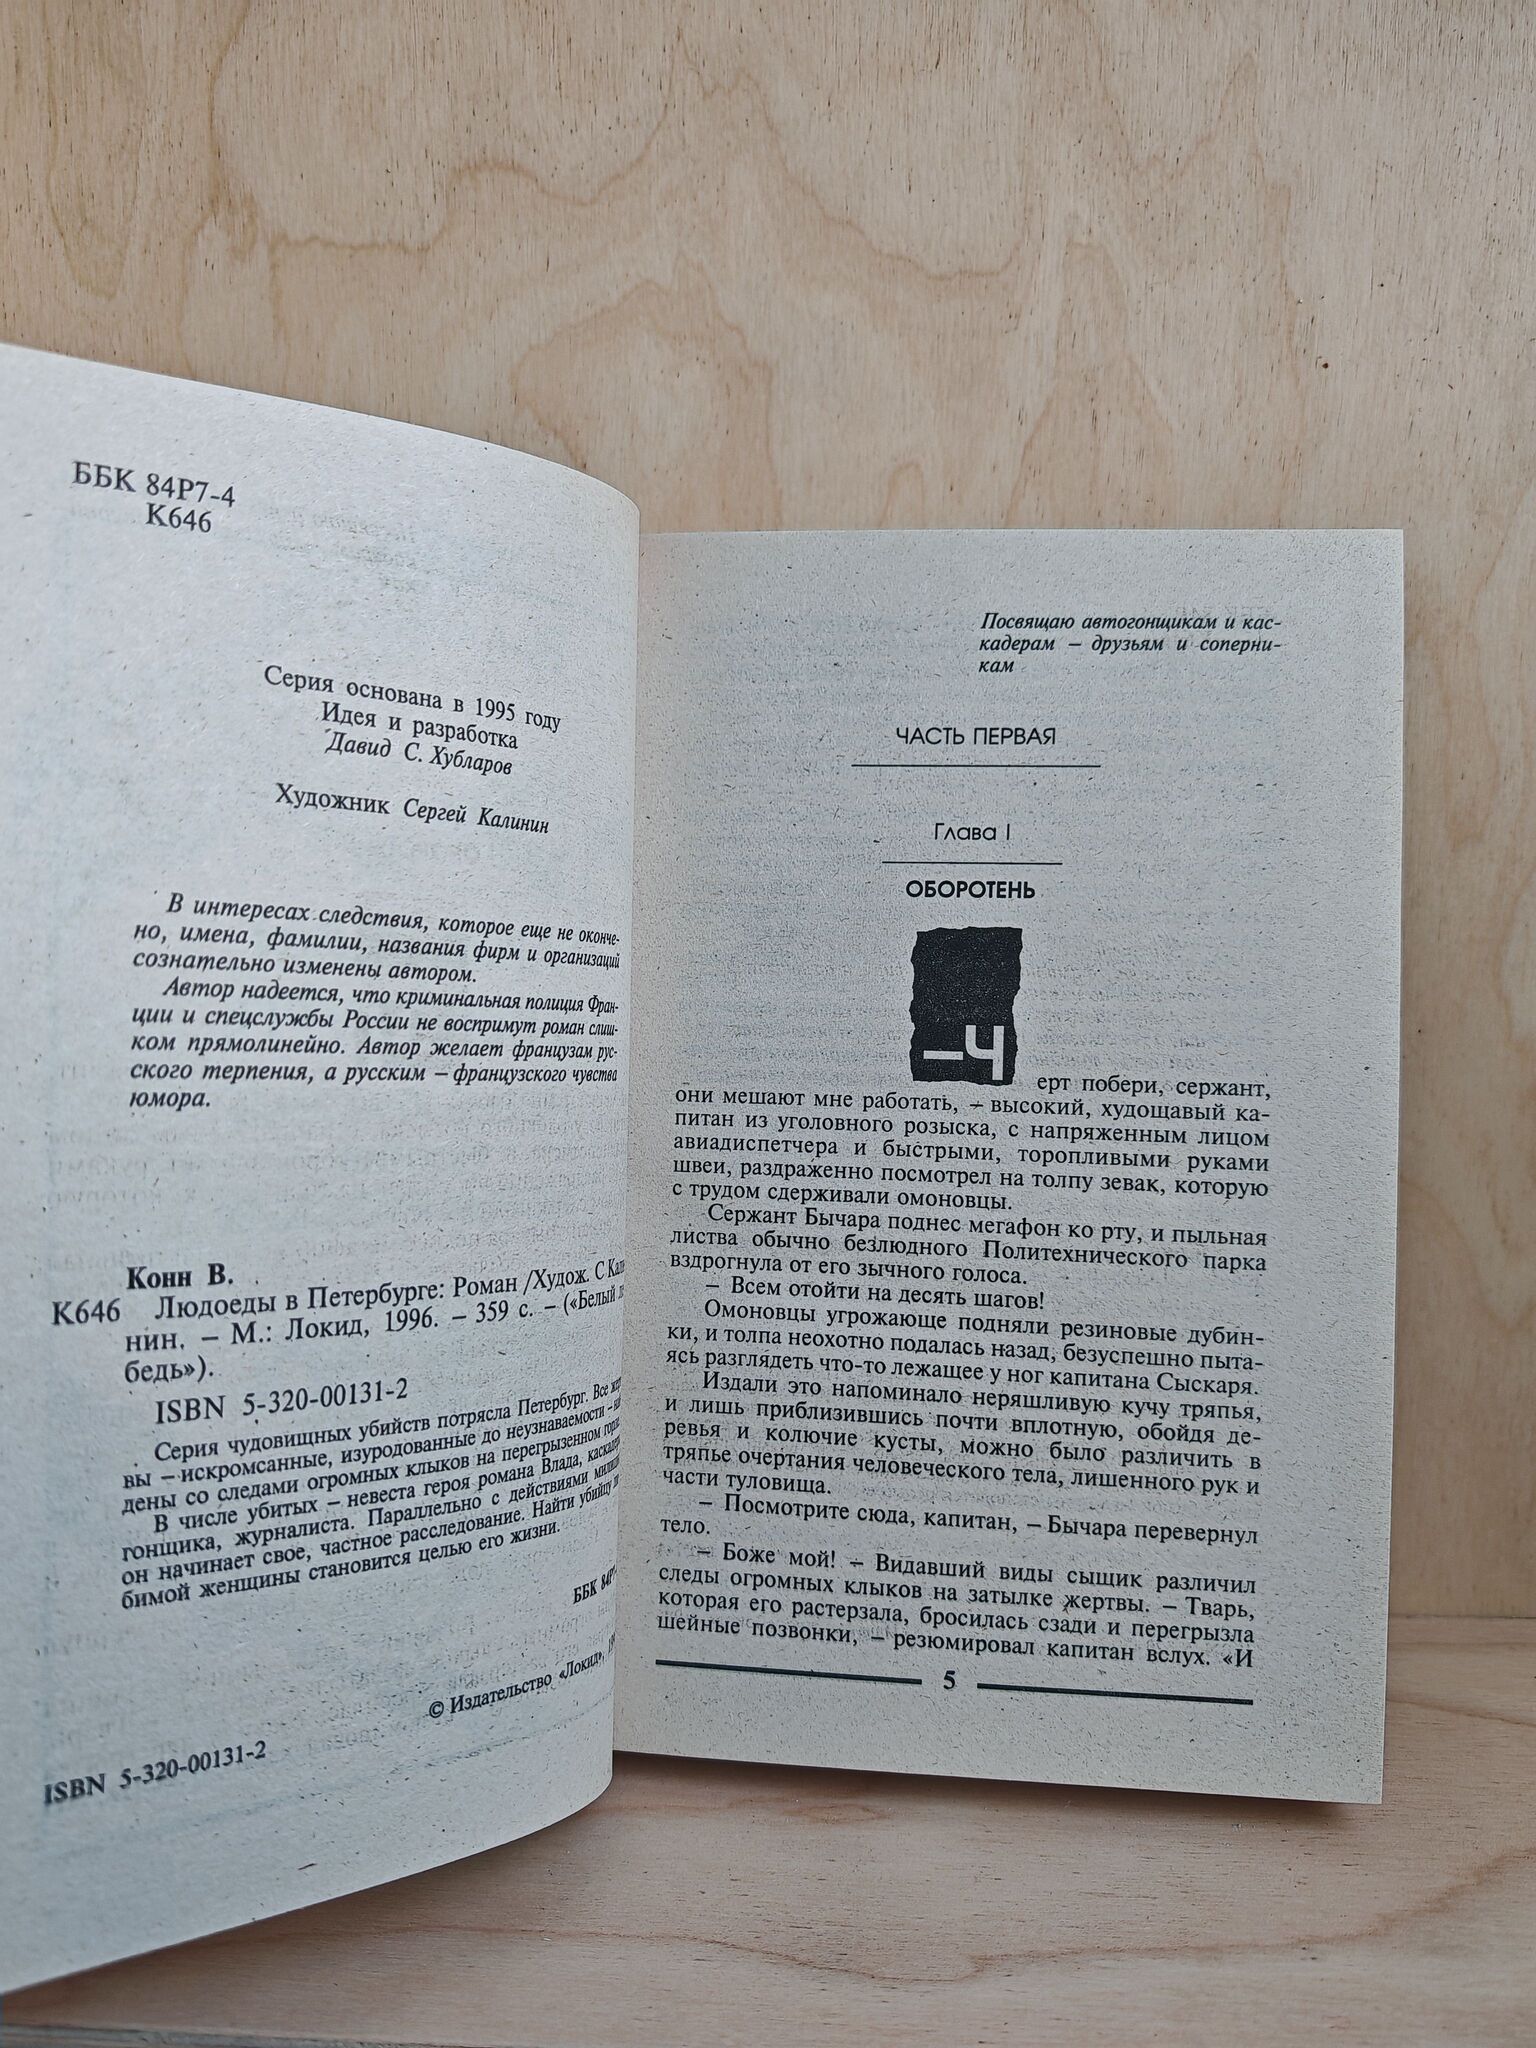 ББК 84Р7-4
К646
Серия основана в 1995 году
Идея и разработка
Давид С. Хубларов
Художник Сергей Калинин
В интересах следствия, которое еще не оконче-
но, имена, фамилии, названия фирм и организаций
сознательно изменены автором.
Автор надеется, что криминальная полиция Фран-
ции и спецслужбы России не воспримут роман слиш-
ком прямолинейно. Автор желает французам рус-
ского терпения, а русским – французского чувства
юмора.
Конн В.
К646 Людоеды в Петербурге: Роман /Худож. С Кали-
нин. – М.: Локид, 1996. – 359 с. – («Белый ле-
бедь»).
ISBN 5-320-00131-2
Серия чудовищных убийств потрясла Петербург. Все
вы – искромсанные, изуродованные до неузнаваемости –
дены со следами огромных клыков на перегрызенном горле.
В числе убитых – невеста героя романа Влада,
гонщика, журналиста. Параллельно с действиями
он начинает свое, частное расследование. Найти убийцу
бимой женщины становится целью его жизни.
ББК
© Издательство «Локид»,
ISBN 5-320-00131-2
Посвящаю автогонщикам и кас-
кадерам – друзьям и соперни-
кам
ЧАСТЬ ПЕРВАЯ
Глава I
ОБОРОТЕНЬ
–Ч
ерт побери, сержант,
они мешают мне работать, – высокий, худощавый ка-
питан из уголовного розыска, с напряженным лицом
авиадиспетчера и быстрыми, торопливыми руками
швеи, раздраженно посмотрел на толпу зевак, которую
с трудом сдерживали омоновцы.
Сержант Бычара поднес мегафон ко рту, и пыльная
листва обычно безлюдного Политехнического парка
вздрогнула от его зычного голоса.
– Всем отойти на десять шагов!
Омоновцы угрожающе подняли резиновые дубин-
ки, и толпа неохотно подалась назад, безуспешно пыта-
ясь разглядеть что-то лежащее у ног капитана Сыскаря.
Издали это напоминало неряшливую кучу тряпья,
и лишь приблизившись почти вплотную, обойдя де-
ревья и колючие кусты, можно было различить в
тряпье очертания человеческого тела, лишенного рук и
части туловища.
– Посмотрите сюда, капитан, – Бычара перевернул
тело.
– Боже мой! – Видавший виды сыщик различил
следы огромных клыков на затылке жертвы. – Тварь,
которая его растерзала, бросилась сзади и перегрызла
шейные позвонки, – резюмировал капитан вслух. «И
5